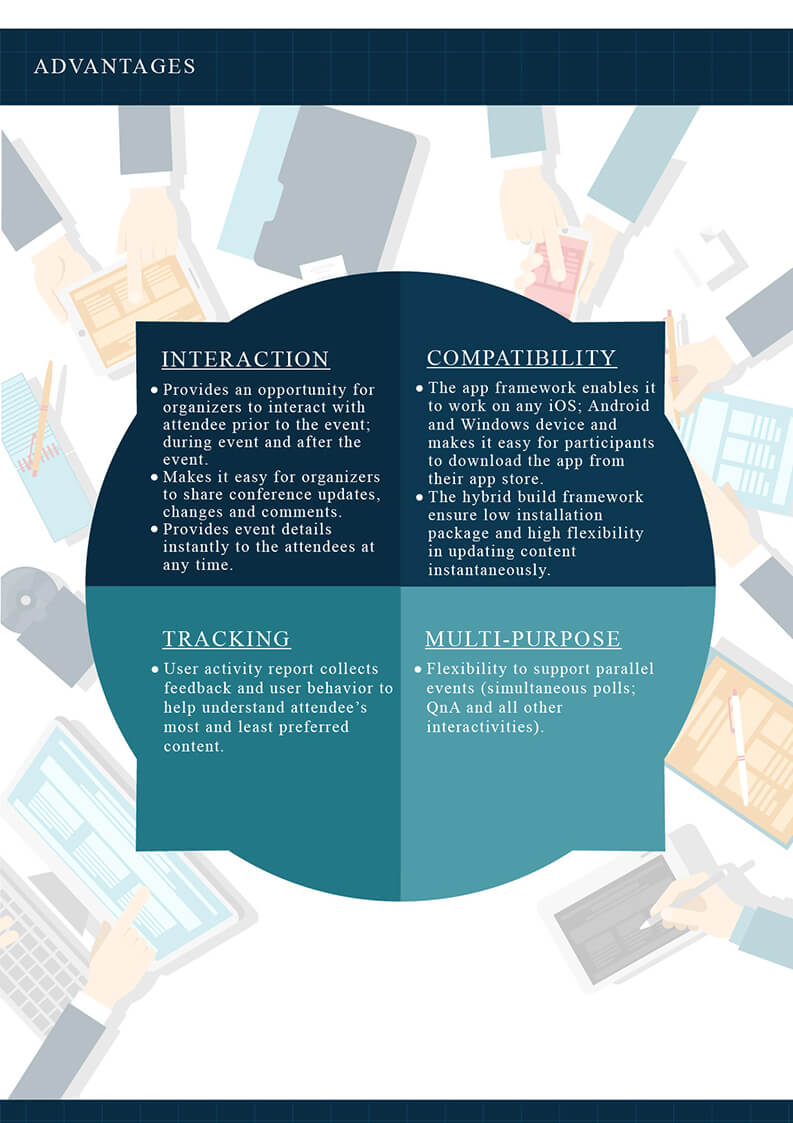 ADVANTAGES
INTERACTION
• Provides an opportunity for
organizers to interact with
attendee prior to the event;
during event and after the
event.
• Makes it easy for organizers
to share conference updates,
changes and comments.
• Provides event details
instantly to the attendees at
any time.
COMPATIBILITY
• The app framework enables it
to work on any iOS; Android
and Windows device and
makes it easy for participants
to download the app from
their app store.
• The hybrid build framework
ensure low installation
package and high flexibility
in updating content
instantaneously.
TRACKING
• User activity report collects
feedback and user behavior to
help understand attendee’s
most and least preferred
content.
MULTI-PURPOSE
• Flexibility to support parallel
events (simultaneous polls;
QnA and all other
interactivities).